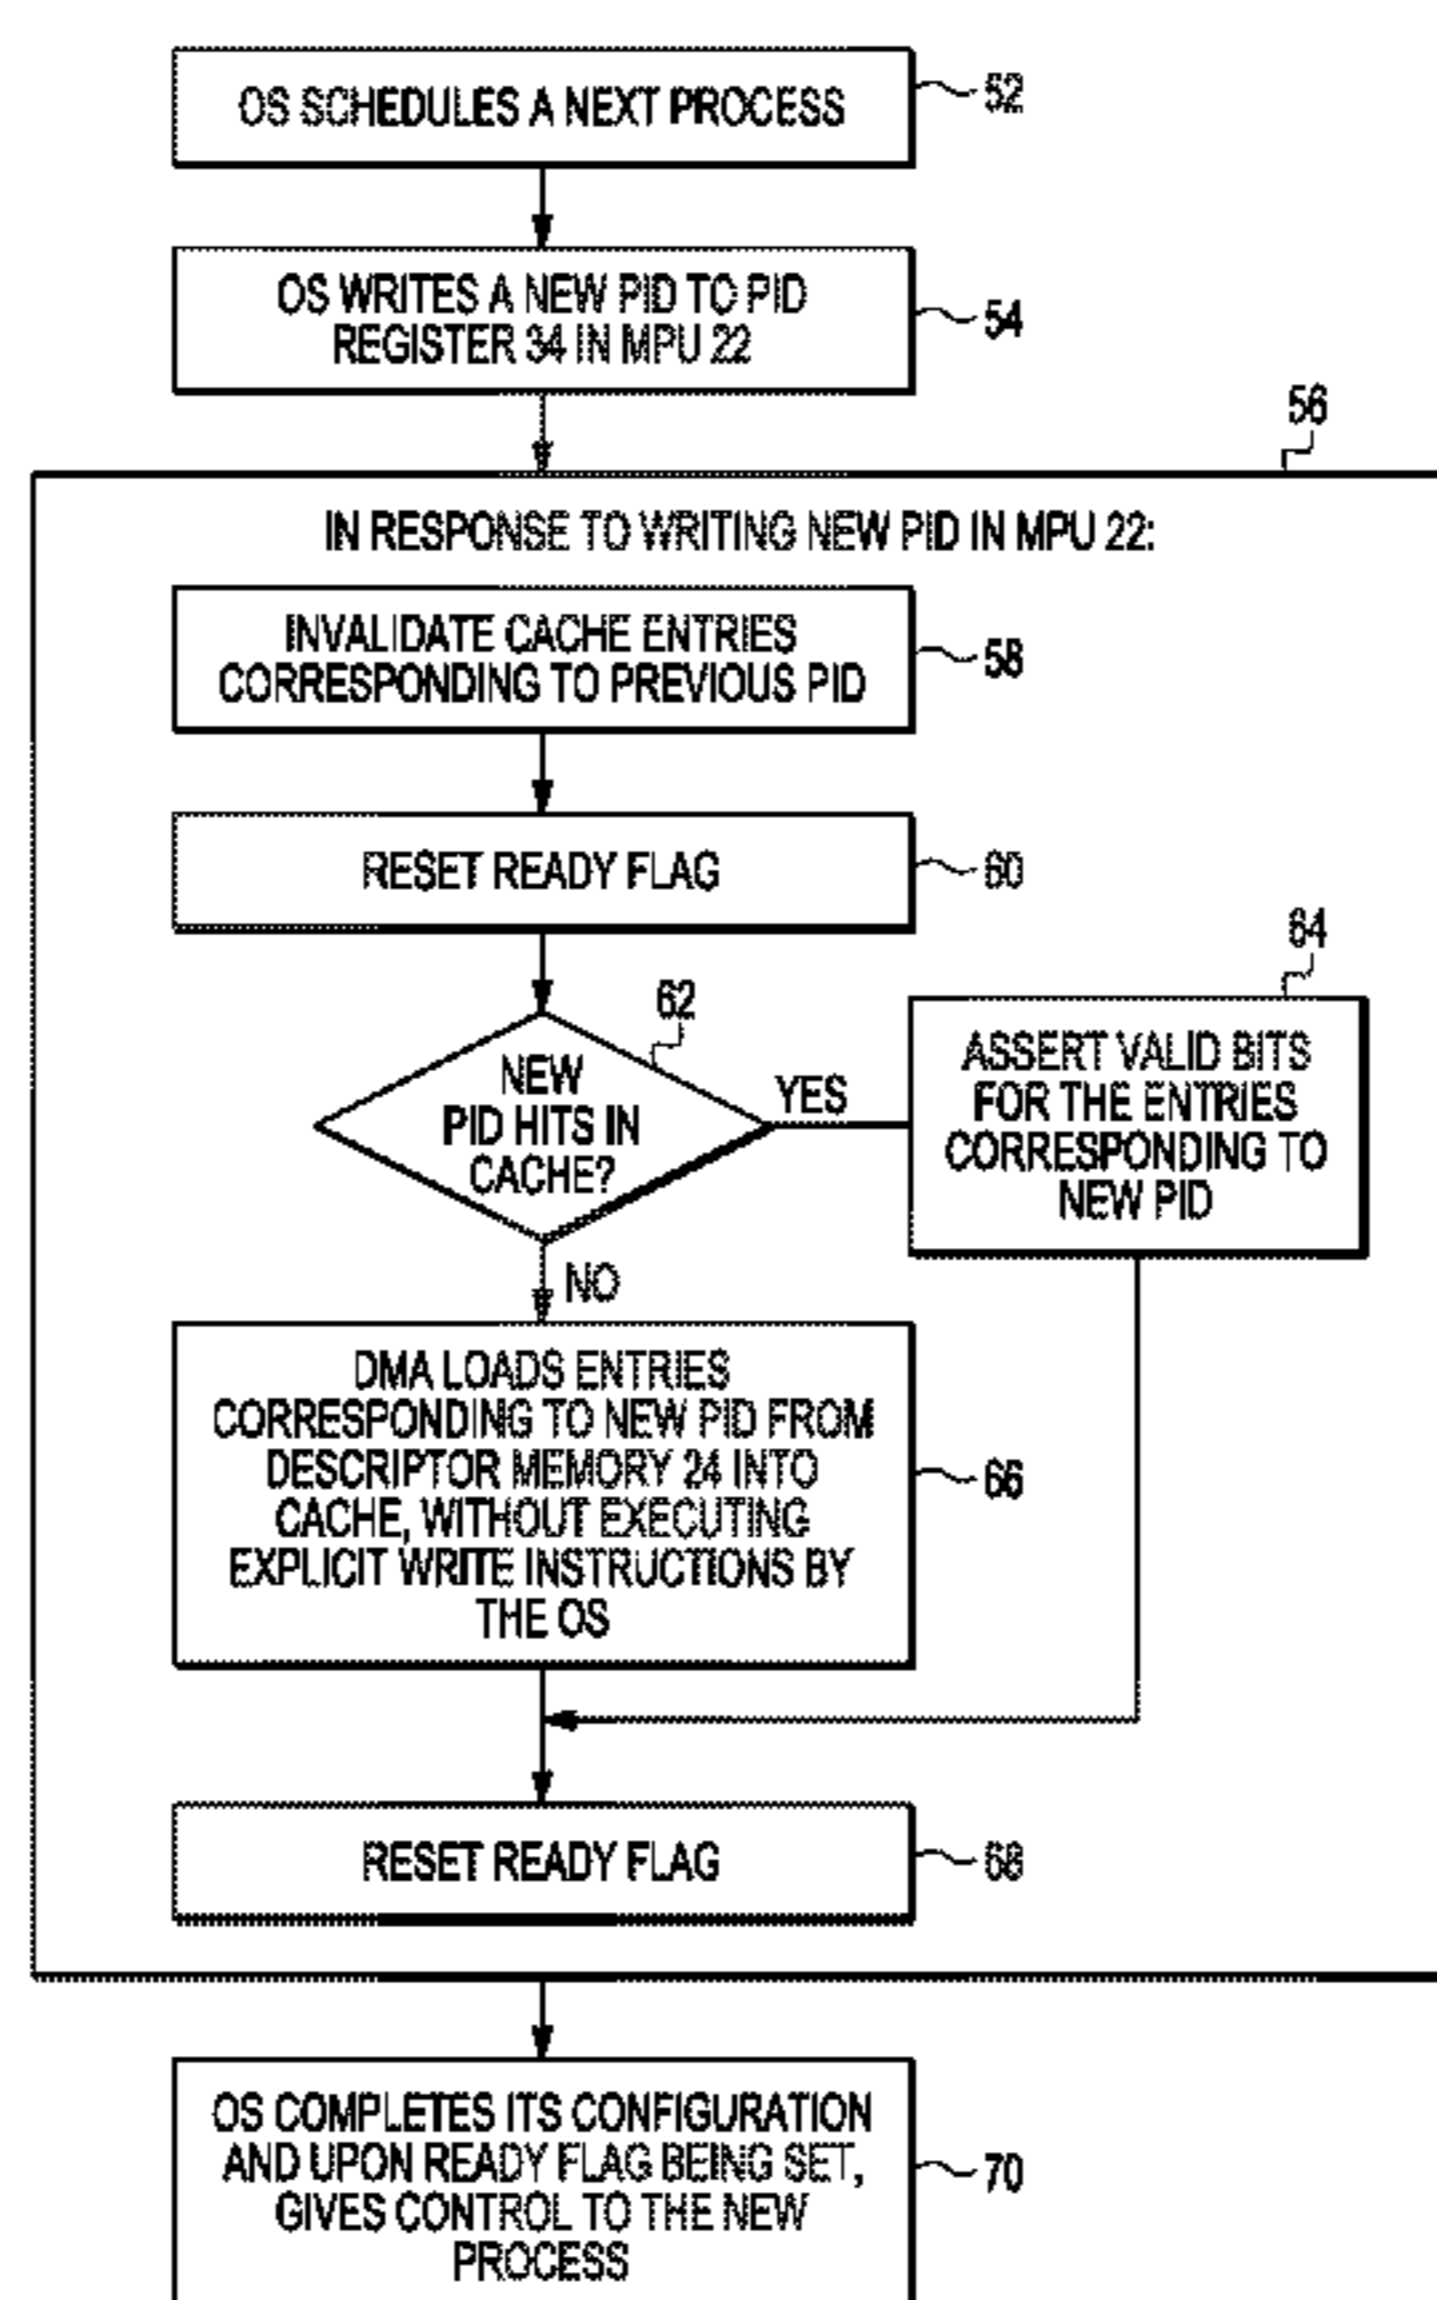 OS SCHEDULES A NEXT PROCESS
52
OS WRITES A NEW PID TO PID
REGISTER 34 IN MPU 22
54
56
IN RESPONSE TO WRITING NEW PID IN MPU 22:
INVALIDATE CACHE ENTRIES
CORRESPONDING TO PREVIOUS PID
58
RESET READY FLAG
60
62
NEW
PID HITS IN
CACHE?
YES
64
ASSERT VALID BITS
FOR THE ENTRIES
CORRESPONDING TO
NEW PID
NO
DMA LOADS ENTRIES
CORRESPONDING TO NEW PID FROM
DESCRIPTOR MEMORY 24 INTO
CACHE, WITHOUT EXECUTING
EXPLICIT WRITE INSTRUCTIONS BY
THE OS
66
RESET READY FLAG
68
OS COMPLETES ITS CONFIGURATION
AND UPON READY FLAG BEING SET,
GIVES CONTROL TO THE NEW
PROCESS
70